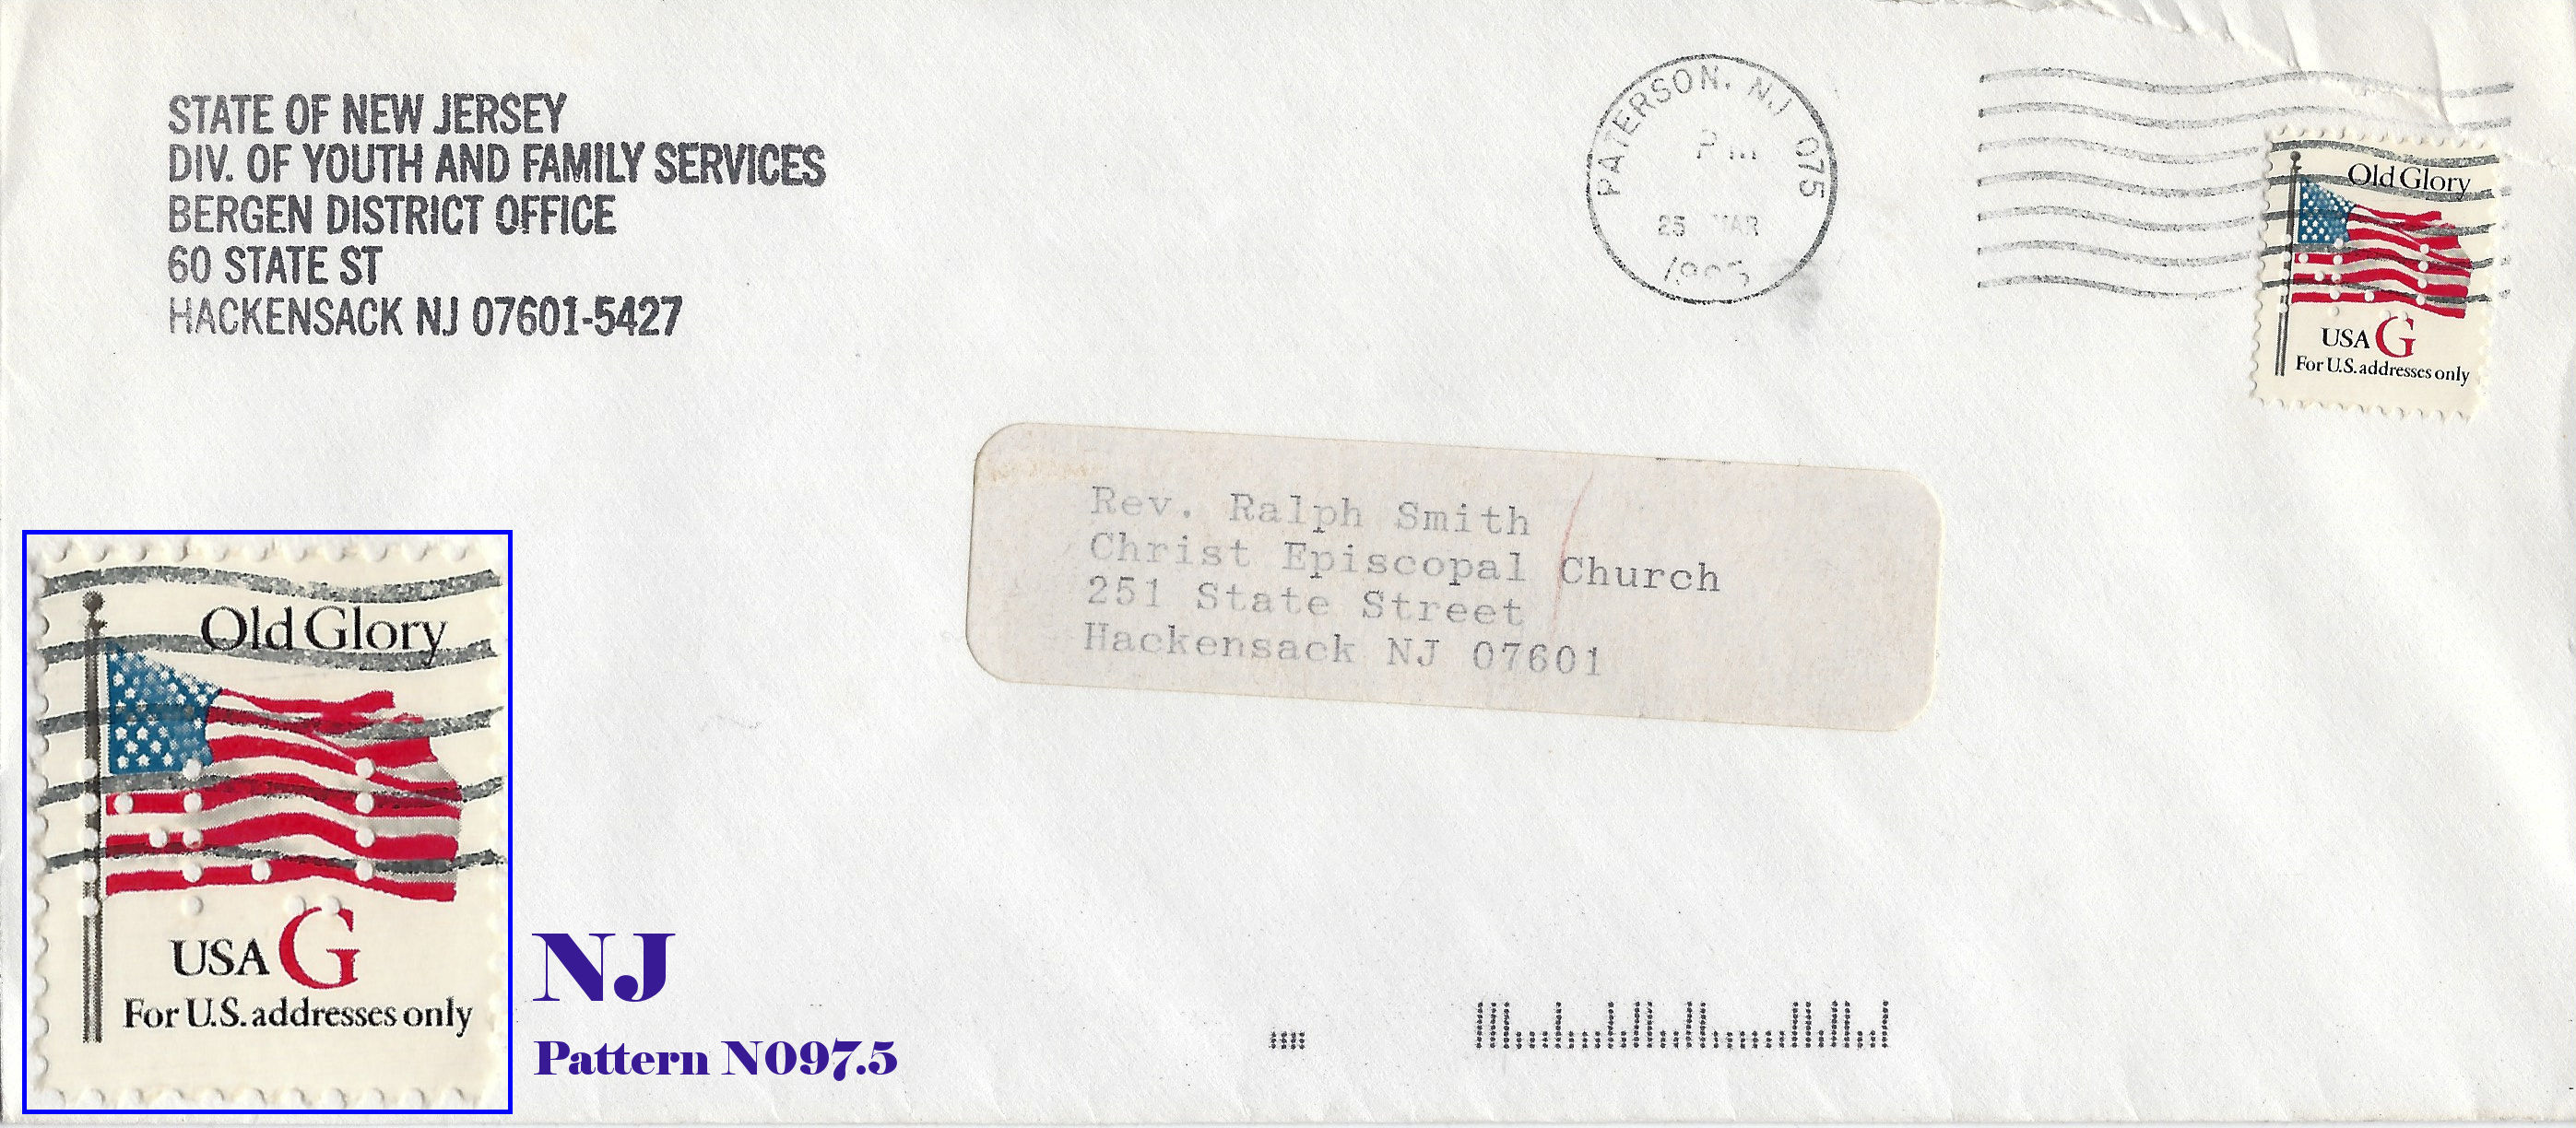 STATE OF NEW JERSEY
DIV. OF YOUTH AND FAMILY SERVICES
BERGEN DISTRICT OFFICE
60 STATE ST
HACKENSACK NJ 07601-5427
PATERSON, NJ 075
PM
25 MAR
Old Glory
USA G
For U.S. addresses only
Rev. Ralph Smith
Christ Episcopal Church
251 State Street
Hackensack NJ 07601
Old Glory
USA G
For U.S. addresses only
NJ
Pattern N097.5